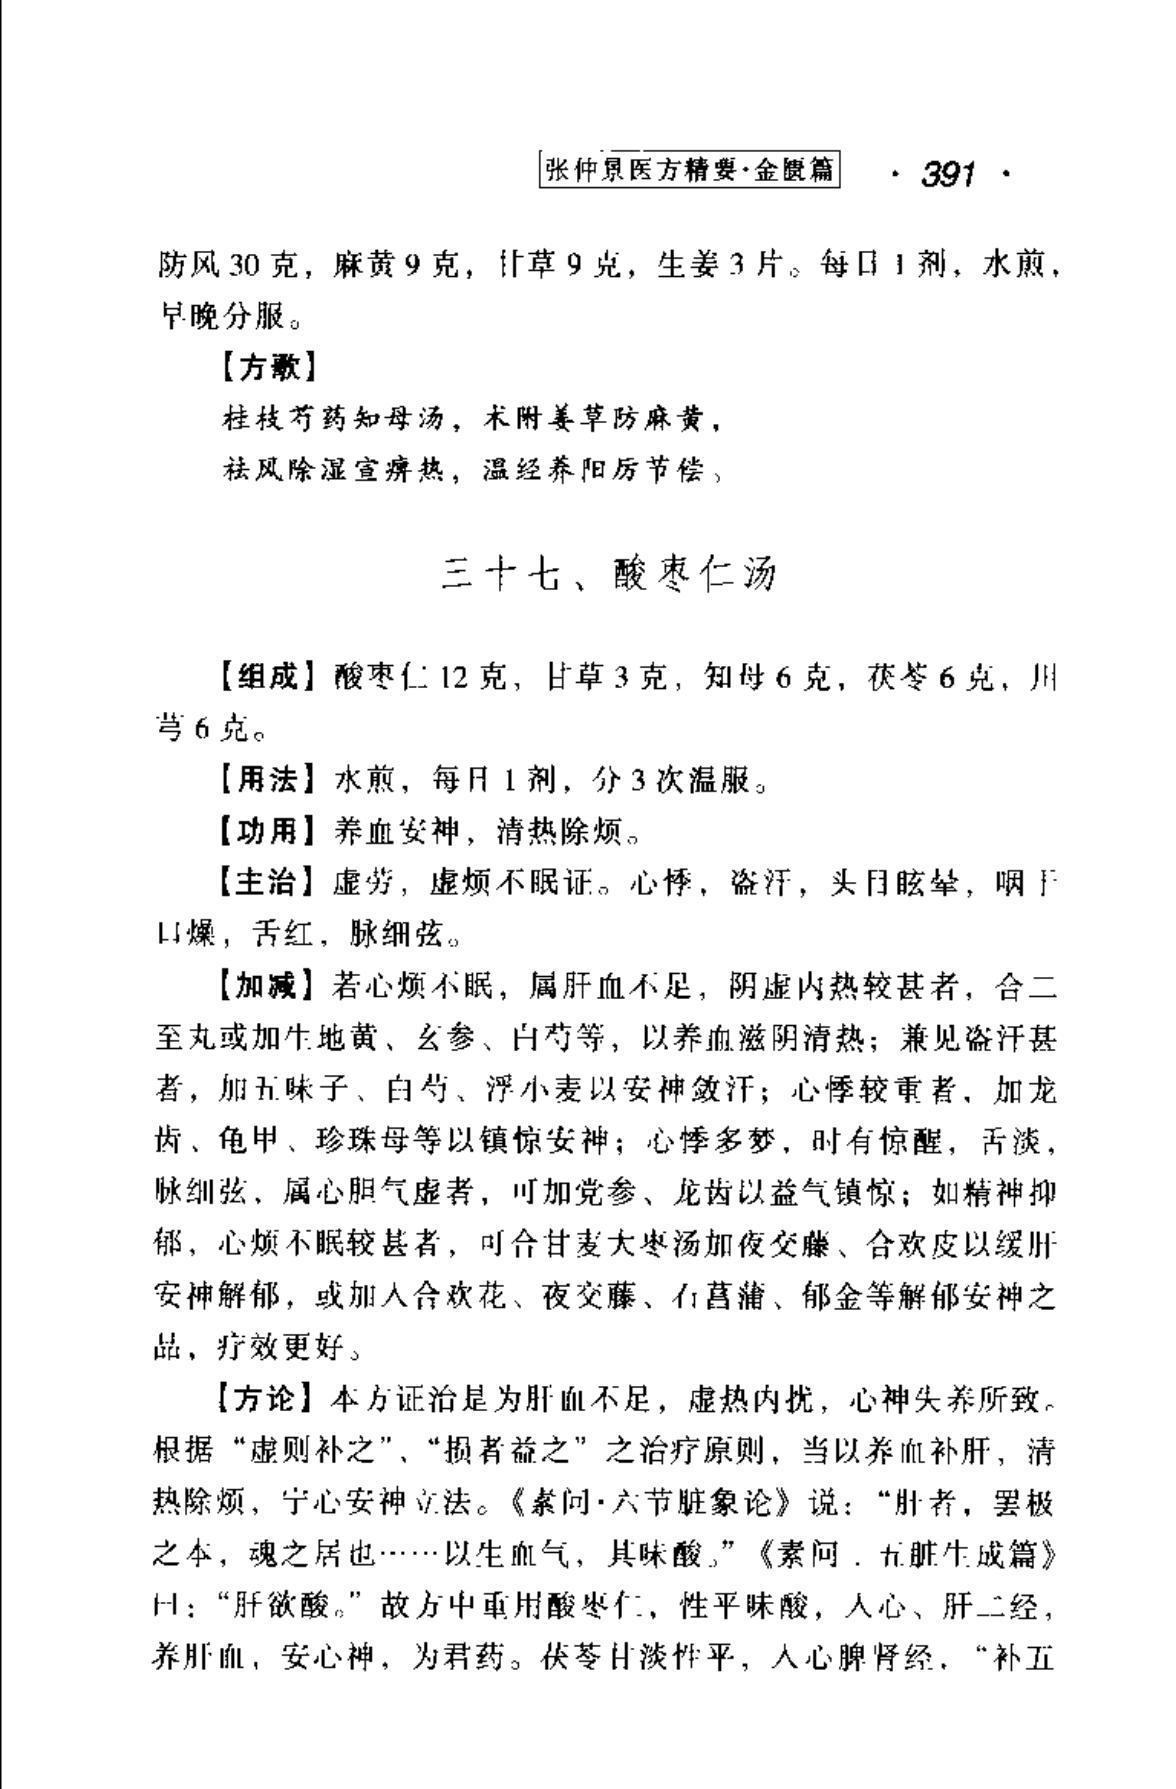 张仲景医方精要·金匮篇 · 391 ·
防风 30 克，麻黄 9 克，甘草 9 克，生姜 3 片。每日 1 剂，水煎，
早晚分服。
【方歌】
桂枝芍药知母汤，术附姜草防麻黄，
祛风除湿宣痹热，温经养阳历节偿。
三十七、酸枣仁汤
【组成】酸枣仁 12 克，甘草 3 克，知母 6 克，茯苓 6 克，川
芎 6 克。
【用法】水煎，每日 1 剂，分 3 次温服。
【功用】养血安神，清热除烦。
【主治】虚劳，虚烦不眠证。心悸，盗汗，头目眩晕，咽干
口燥，舌红，脉细弦。
【加减】若心烦不眠，属肝血不足，阴虚内热较甚者，合二
至丸或加生地黄、玄参、白芍等，以养血滋阴清热；兼见盗汗甚
者，加五味子、白芍、浮小麦以安神敛汗；心悸较重者，加龙
齿、龟甲、珍珠母等以镇惊安神；心悸多梦，时有惊醒，舌淡，
脉细弦，属心胆气虚者，可加党参、龙齿以益气镇惊；如精神抑
郁，心烦不眠较甚者，可合甘麦大枣汤加夜交藤、合欢皮以缓肝
安神解郁，或加入合欢花、夜交藤、石菖蒲、郁金等解郁安神之
品，疗效更好。
【方论】本方证治是为肝血不足，虚热内扰，心神失养所致。
根据“虚则补之”、“损者益之”之治疗原则，当以养血补肝，清
热除烦，宁心安神立法。《素问·六节脏象论》说：“肝者，罢极
之本，魂之居也……以生血气，其味酸。”《素问．五脏生成篇》
曰：“肝欲酸。”故方中重用酸枣仁，性平味酸，入心、肝二经，
养肝血，安心神，为君药。茯苓甘淡性平，入心脾肾经，“补五